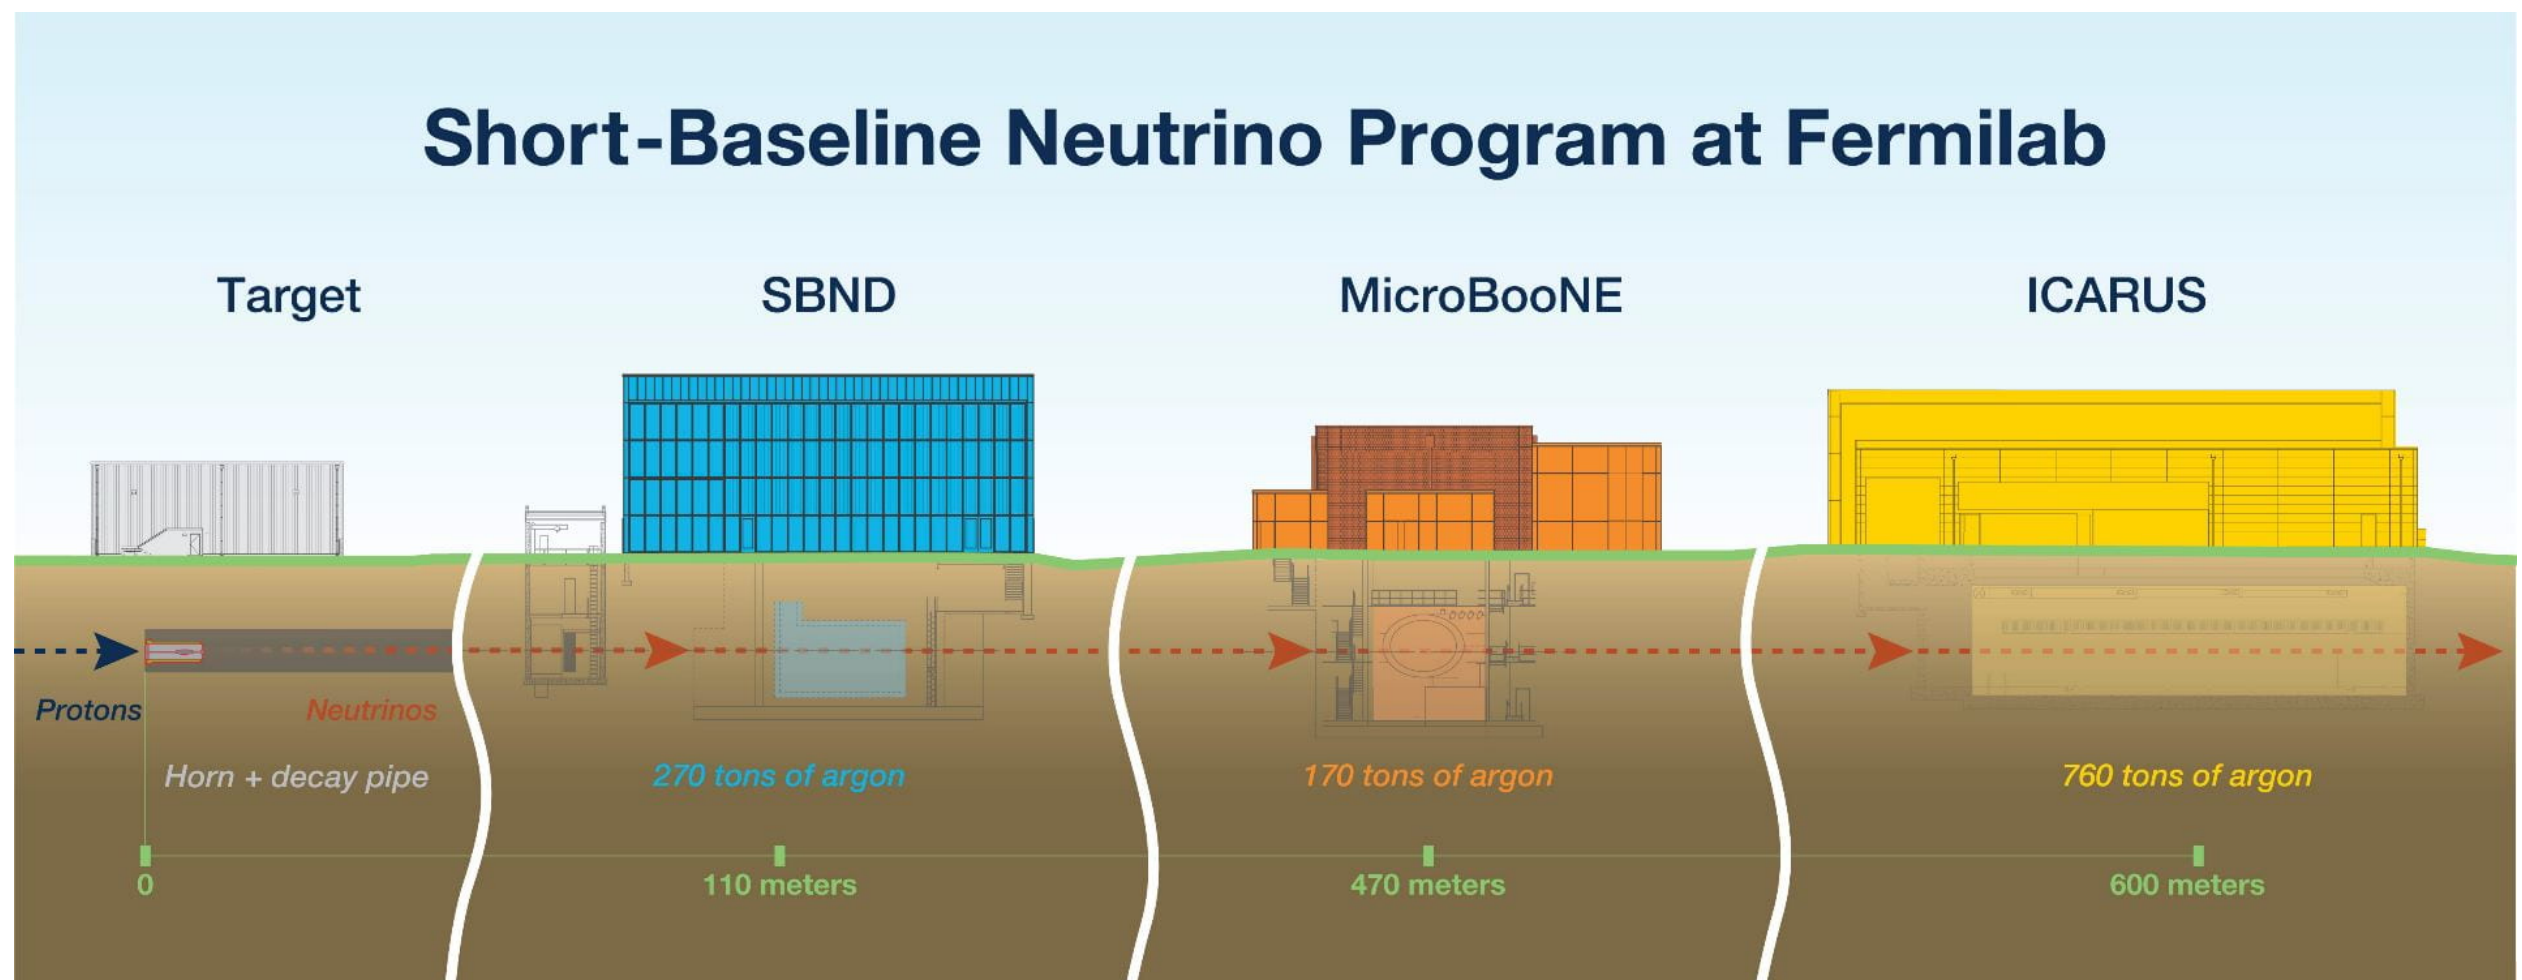 Short-Baseline Neutrino Program at Fermilab
Target
SBND
MicroBooNE
ICARUS
Protons
Neutrinos
Horn + decay pipe
270 tons of argon
170 tons of argon
760 tons of argon
0
110 meters
470 meters
600 meters